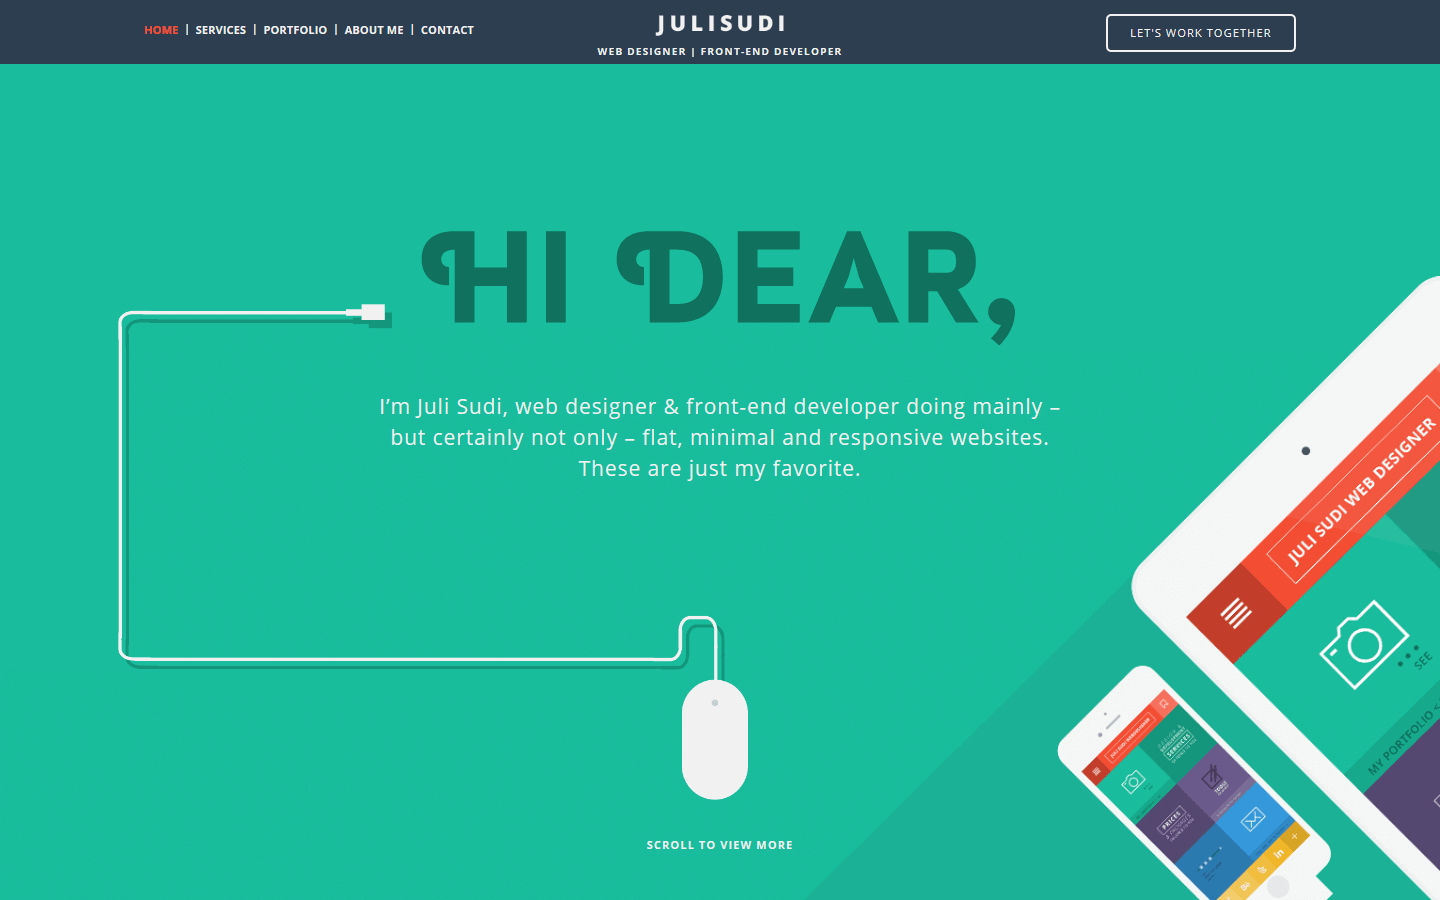 HOME | SERVICES | PORTFOLIO | ABOUT ME | CONTACT
JULISUDI
WEB DESIGNER | FRONT-END DEVELOPER
LET'S WORK TOGETHER
HI DEAR,
I’m Juli Sudi, web designer & front-end developer doing mainly –
but certainly not only – flat, minimal and responsive websites.
These are just my favorite.
JULI SUDI WEB DESIGNER
SEE
MY PORTFOLIO <
SERVICES
PRICES
in
SCROLL TO VIEW MORE